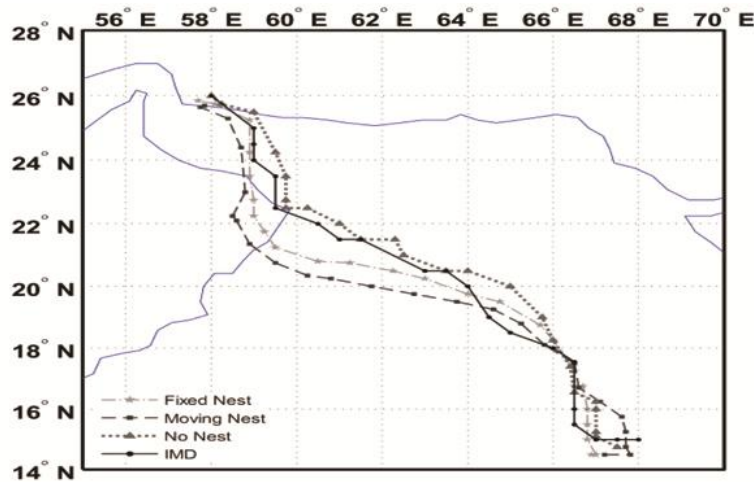 56° E 58° E 60° E 62° E 64° E 66° E 68° E 70° E
28° N
26° N
24° N
22° N
20° N
18° N
16° N
14° N
Fixed Nest
Moving Nest
No Nest
IMD